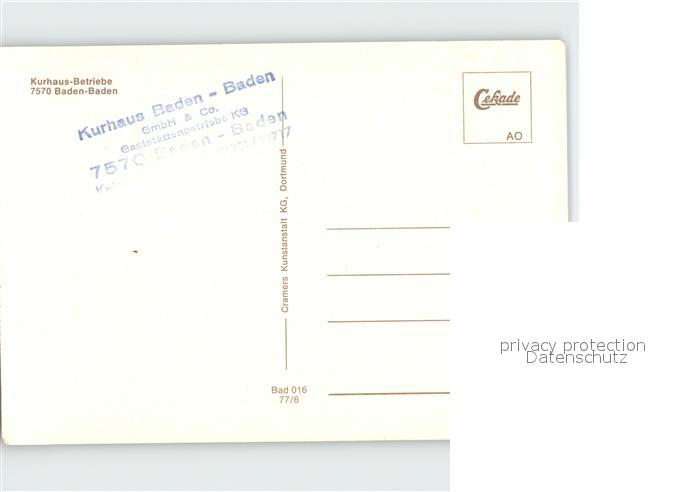 Kurhaus-Betriebe
7570 Baden-Baden
Kurhaus Baden - Baden
GmbH & Co.
Gaststättenbetriebs KG
7570 Baden - Baden
Cekade
AO
Cramers Kunstanstalt KG, Dortmund
Bad 016
77/6
privacy protection
Datenschutz